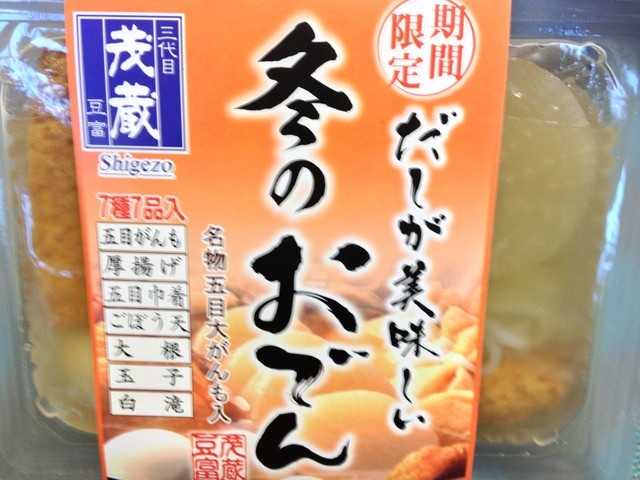 期間
限定
だしが美味しい
冬の
おでん
名物五目大がんも入
三代目
茂蔵
豆富
Shigezo
7種7品入
五目がんも
厚揚げ
五目巾着
ごぼう天
大根
玉子
白滝
茂蔵
豆富